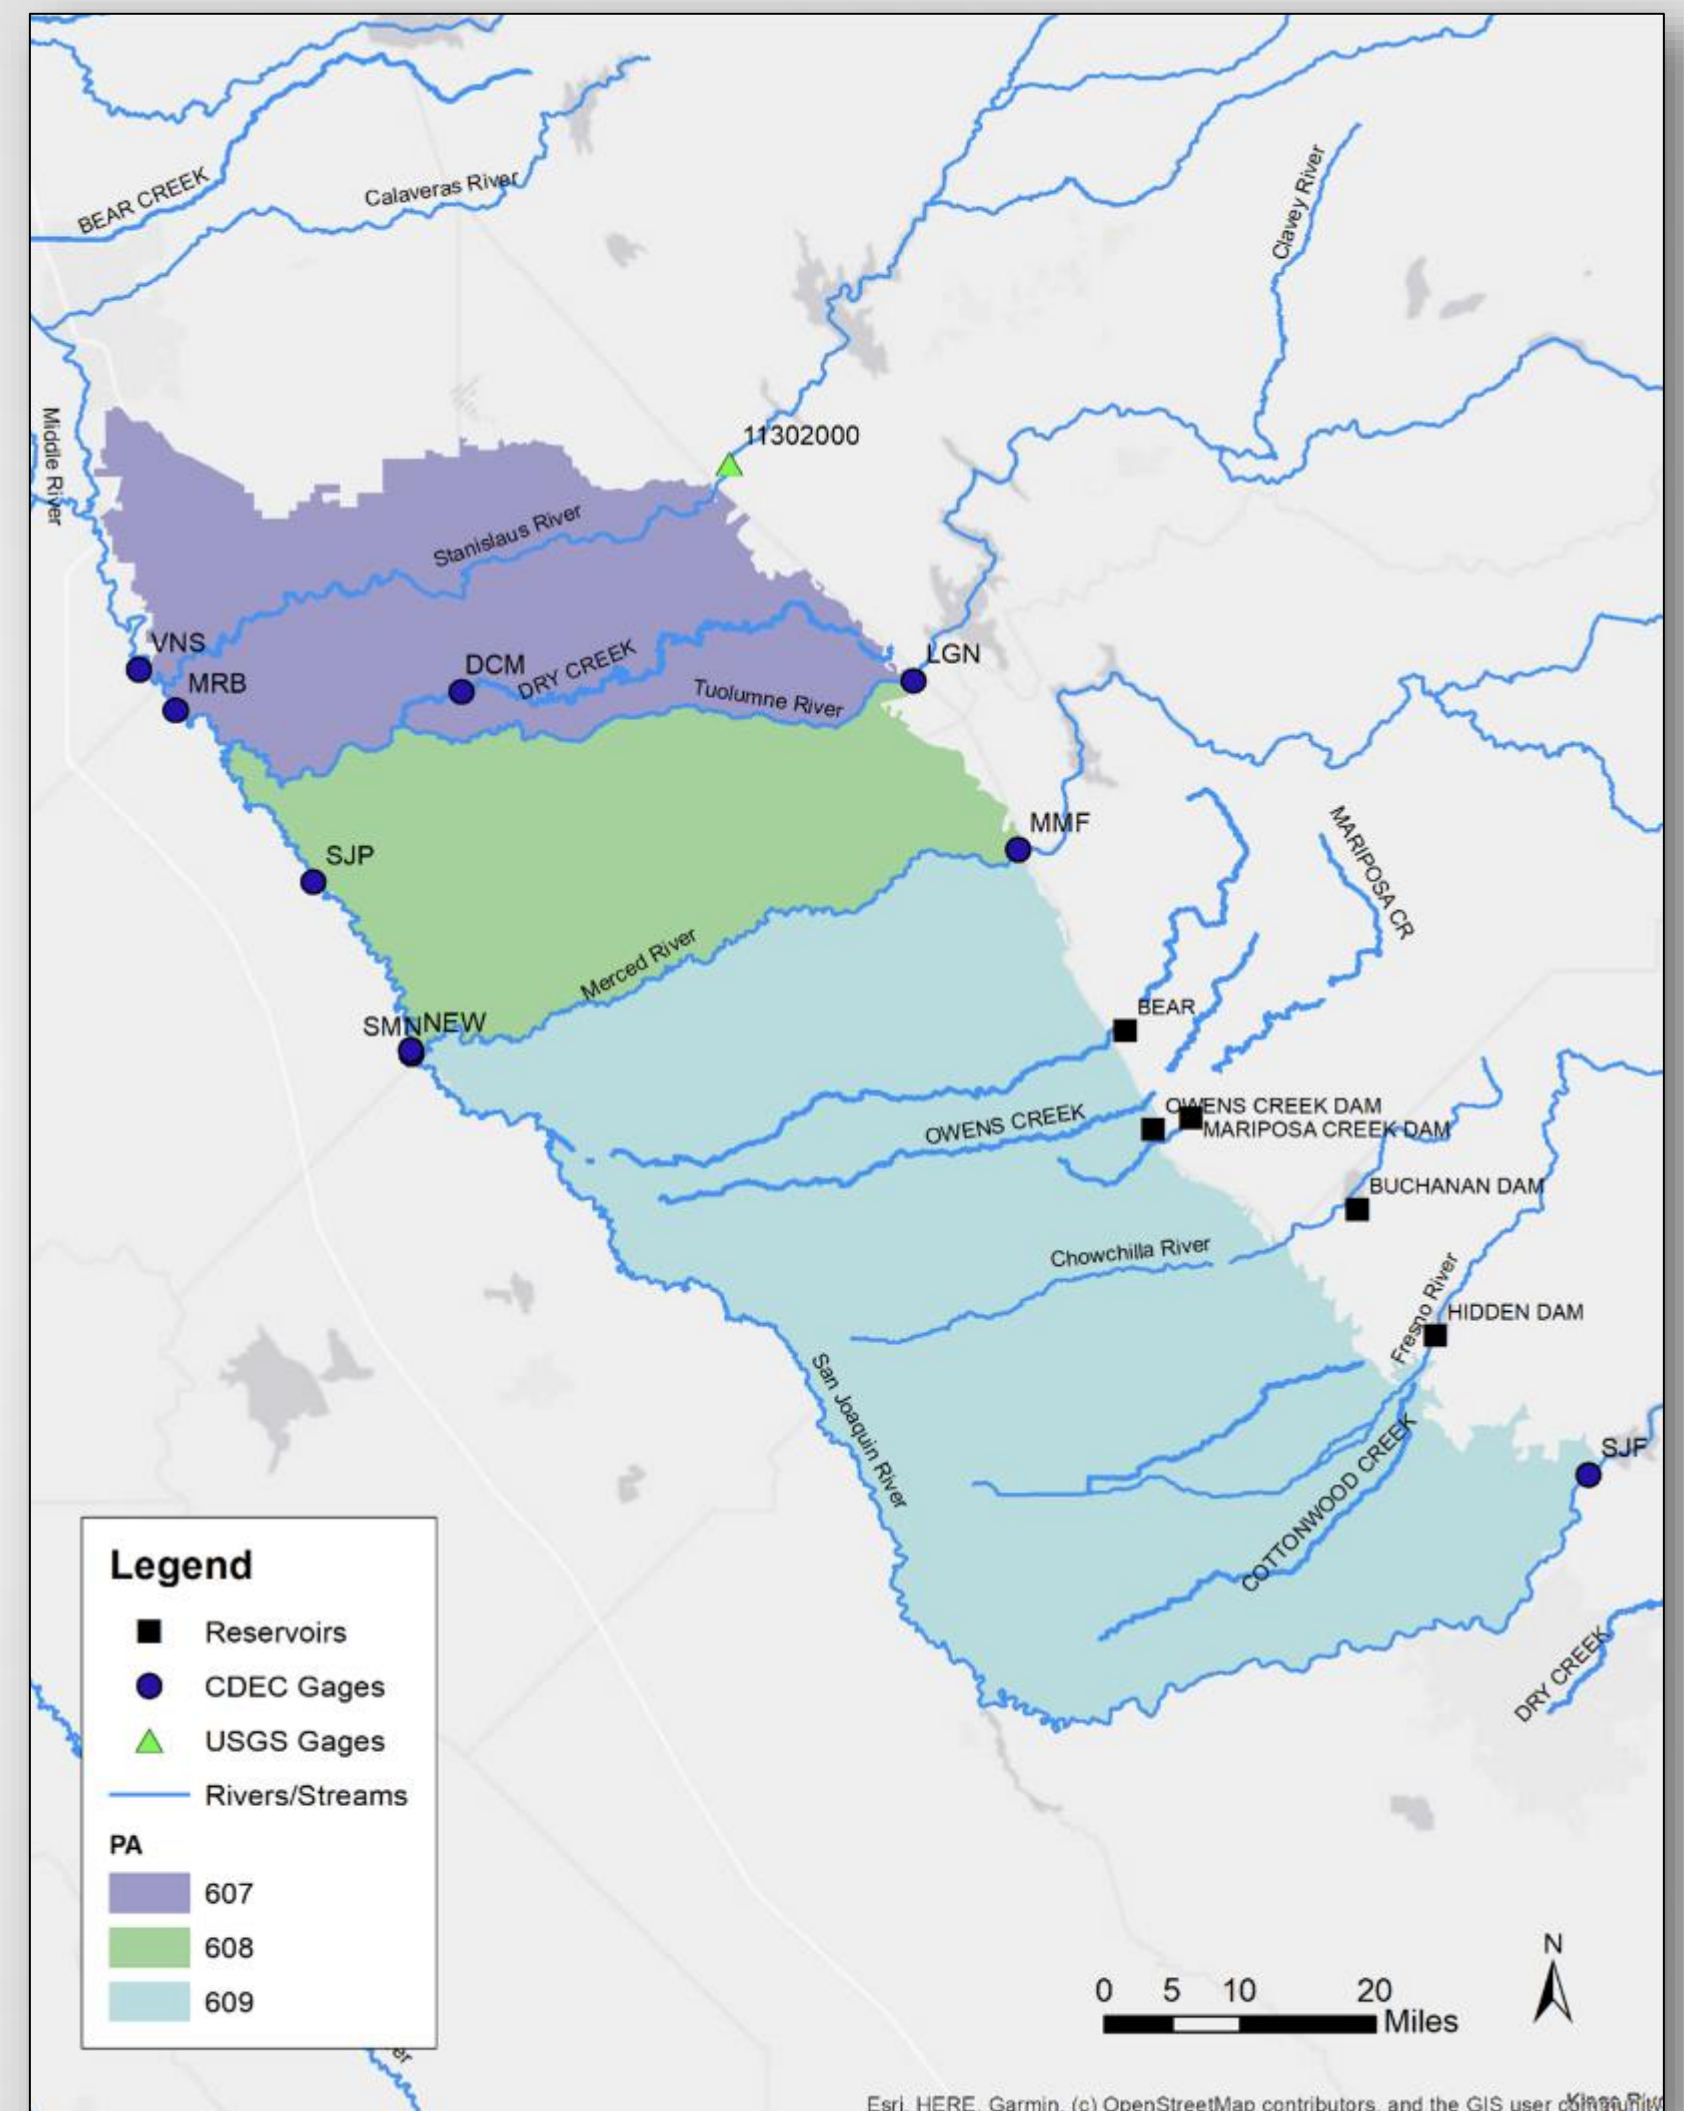 BEAR CREEK
Calaveras River
Clavey River
Middle River
11302000
Stanislaus River
VNS
MRB
DCM
DRY CREEK
LGN
Tuolumne River
MMF
MARIPOSA CR
SJP
Merced River
SMN
NEW
BEAR
OWENS CREEK
OWENS CREEK DAM
MARIPOSA CREEK DAM
BUCHANAN DAM
Chowchilla River
Fresno River
HIDDEN DAM
San Joaquin River
COTTONWOOD CREEK
SJF
DRY CREEK
Legend
Reservoirs
CDEC Gages
USGS Gages
Rivers/Streams
PA
607
608
609
N
0 5 10 20
Miles
Esri, HERE, Garmin, (c) OpenStreetMap contributors, and the GIS user community